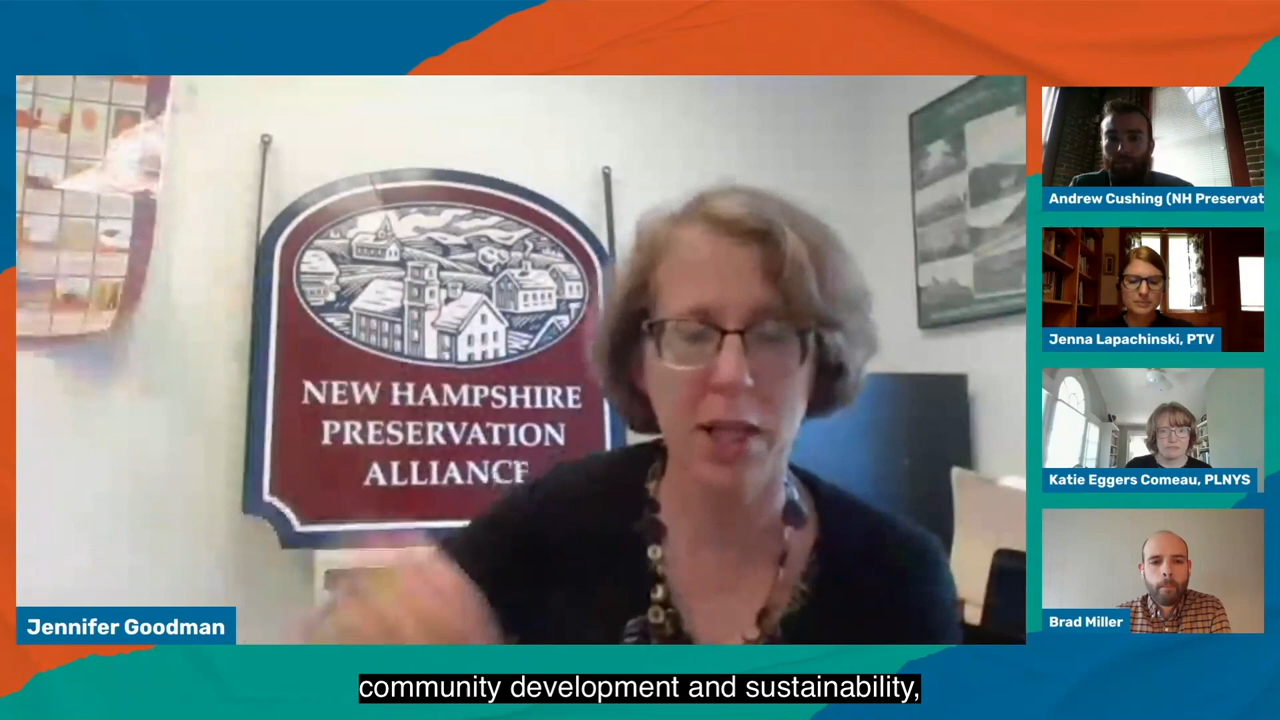 NEW HAMPSHIRE
PRESERVATION
ALLIANCE
Jennifer Goodman
Andrew Cushing (NH Preservat
Jenna Lapachinski, PTV
Katie Eggers Comeau, PLNYS
Brad Miller
community development and sustainability,